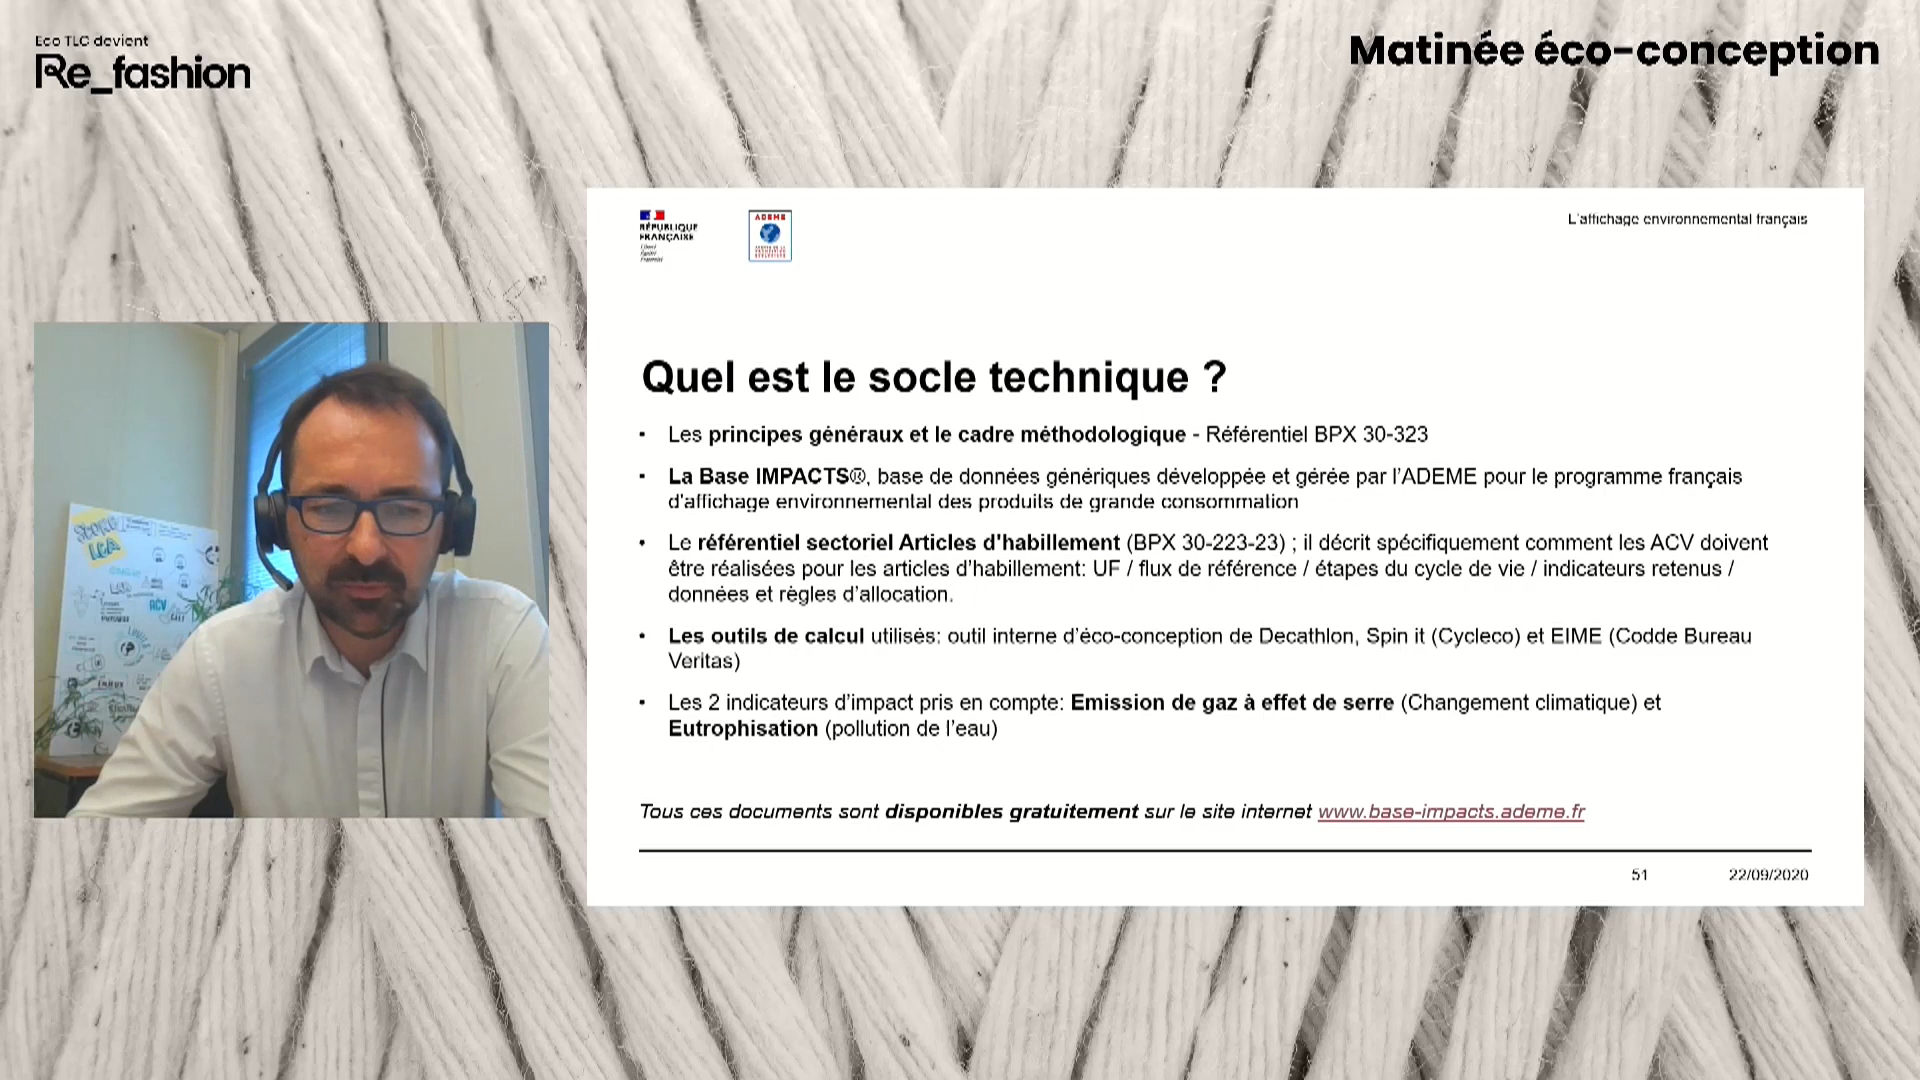 Eco TLC devient
Re_fashion
Matinée éco-conception
RÉPUBLIQUE
FRANÇAISE
Liberté
Égalité
Fraternité
ADEME
L'affichage environnemental français
Quel est le socle technique ?
▪ Les principes généraux et le cadre méthodologique - Référentiel BPX 30-323
▪ La Base IMPACTS®, base de données génériques développée et gérée par l'ADEME pour le programme français
d'affichage environnemental des produits de grande consommation
• Le référentiel sectoriel Articles d'habillement (BPX 30-223-23) ; il décrit spécifiquement comment les ACV doivent
être réalisées pour les articles d'habillement: UF / flux de référence / étapes du cycle de vie / indicateurs retenus /
données et règles d'allocation.
• Les outils de calcul utilisés: outil interne d'éco-conception de Decathlon, Spin it (Cycleco) et EIME (Codde Bureau
Veritas)
▪ Les 2 indicateurs d'impact pris en compte: Emission de gaz à effet de serre (Changement climatique) et
Eutrophisation (pollution de l'eau)
Tous ces documents sont disponibles gratuitement sur le site internet www.base-impacts.ademe.fr
51 22/09/2020
SCORE
LCA
ACV